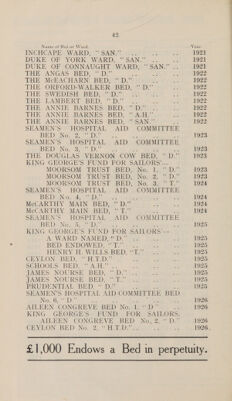 42
Name of Bed or Ward. Year.
INCHCAPE WARD, "SAN." .. .. .. 1921
DUKE OF YORK WARD, "SAN." .. .. 1921
DUKE OF CONNAUGHT WARD, "SAN." .. 1921
THE ANGAS BED, "D." .. .. .. 1922
THE McEACHARN BED, "D." .. .. .. 1922
THE ORFORD-WALKER BED, "D." .. .. 1922
THE SWEDISH BED, "D." .. .. .. 1922
THE LAMBERT BED, "D." .. .. .. 1922
THE ANNIE BARNES BED, "D." .. .. 1922
THE ANNIE BARNES BED, "A.H." .. .. 1922
THE ANNIE BARNES BED, "SAN." .. .. 1922
SEAMEN'S HOSPITAL AID COMMITTEE
BED No. 2, "D." .. .. .. 1923
SEAMEN'S HOSPITAL AID COMMITTEE
BED No. 3, "D." .. .. .. 1923
THE DOUGLAS VERNON COW BED, "D." 1923
KING GEORGE'S FUND FOR SAILORS—
MOORSOM TRUST BED, No. 1, "D." 1923
MOORSOM TRUST BED, No. 2, "D." 1923
MOORSOM TRUST BED, No. 3, "T." 1924
SEAMEN'S HOSPITAL AID COMMITTEE
BED No. 4, "D." .. .. .. 1924
McCARTHY MAIN BED, "D." .. .. 1924
McCARTHY MAIN BED, "T." .. .. 1924
SEAMEN'S HOSPITAL AID COMMITTEE
BED No. 5, "D." .. .. .. 1925
KING GEORGE'S FUND FOR SAILORS—
A WARD NAMED, "D." .. .. .. 1925
BED ENDOWED, "T." .. .. .. 1925
HENRY H. WILLS BED, "T." .. .. 1925
CEYLON BED, "H.T.D." .. .. .. 1925
SCHOOLS BED, "A.H." .. .. .. 1925
JAMES NOURSE BED, "D." .. .. .. 1925
JAMES NOURSE BED, "T." .. .. .. 1925
PRUDENTIAL BED, "D." .. .. .. 1925
SEAMEN'S HOSPITAL AID COMMITTEE BED
No. 6, "D." .. .. .. 1926
AILEEN CONGREVE BED No. 1, "D." .. 1926
KING GEORGE'S FUND FOR SAILORS,
AILEEN CONGREVE BED No. 2, "D." 1926
CEYLON BED No. 2, "H.T.D." .. .. 1926.
£1,000 Endows a Bed in perpetuity.